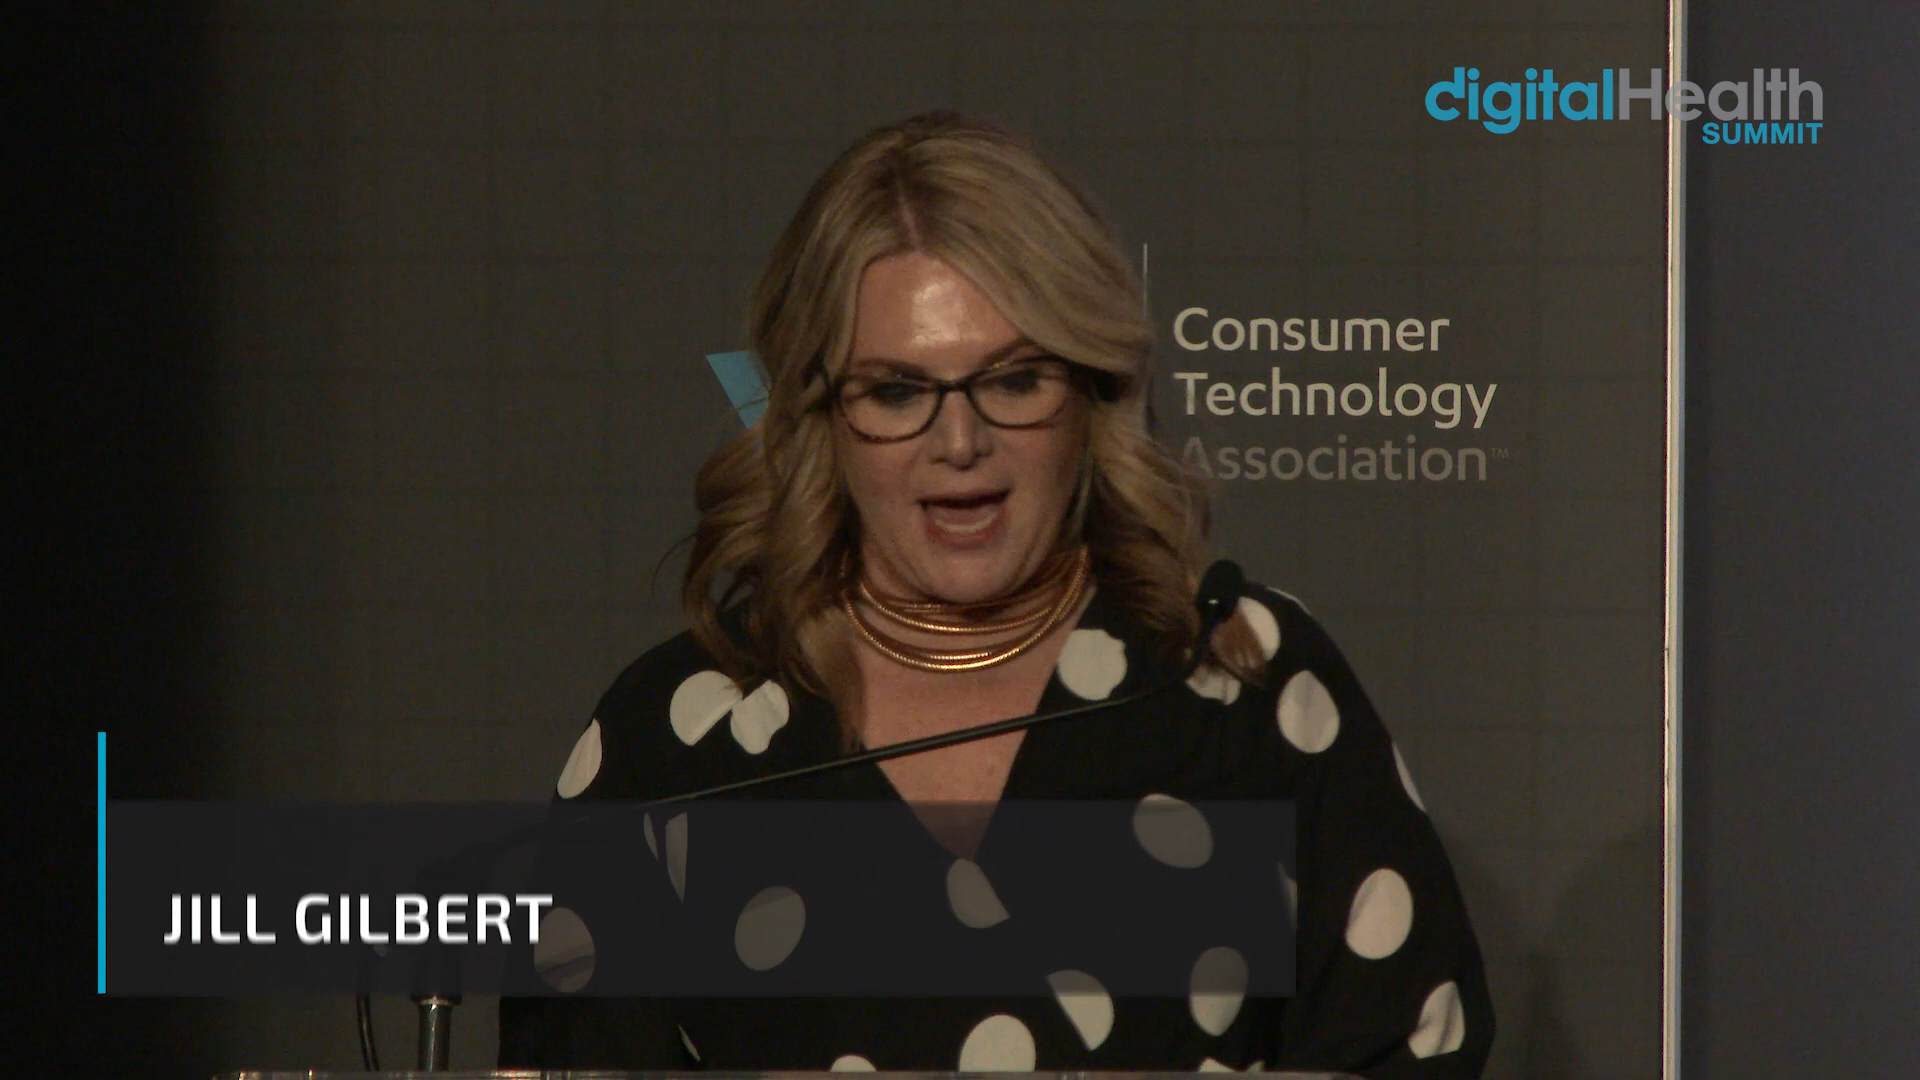 digitalHealth
SUMMIT
Consumer
Technology
Association™
JILL GILBERT